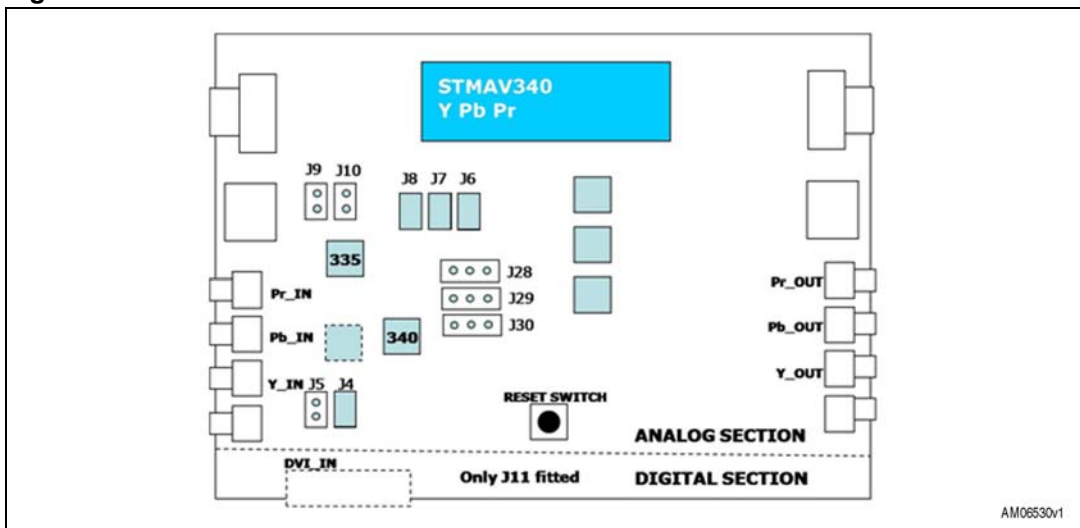 STMAV340
Y Pb Pr
J9 J10
J8 J7 J6
335
J28
J29
J30
Pr_IN
Pb_IN
340
Y_IN J5 J4
Pr_OUT
Pb_OUT
Y_OUT
RESET SWITCH
ANALOG SECTION
DVI_IN
Only J11 fitted
DIGITAL SECTION
AM06530v1